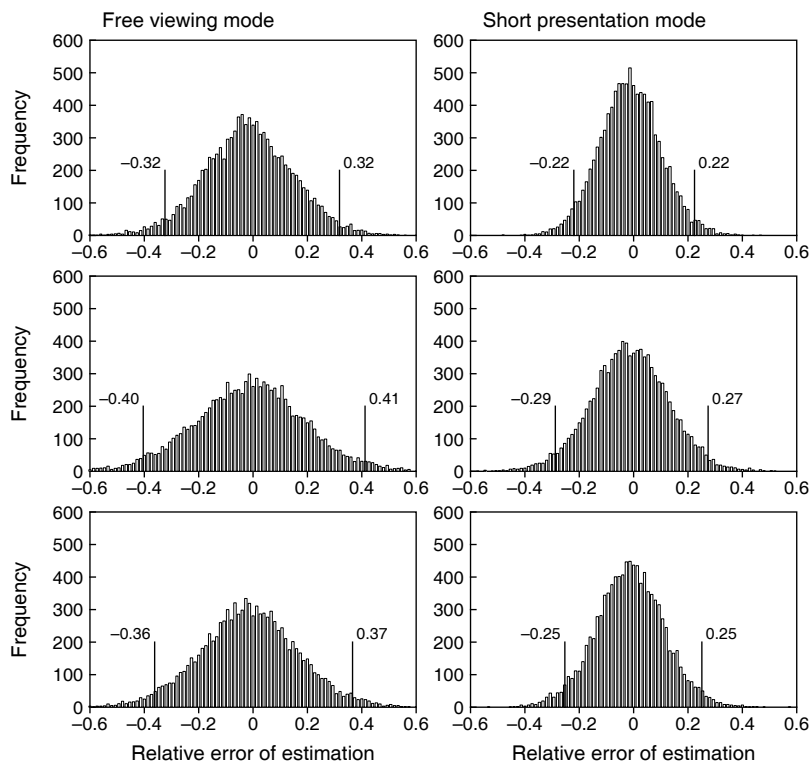 Free viewing mode Short presentation mode
600 600
500 500
400 400
300 300
200 200
100 100
0 0
Frequency
−0.32 0.32 −0.22 0.22
−0.6 −0.4 −0.2 0 0.2 0.4 0.6 −0.6 −0.4 −0.2 0 0.2 0.4 0.6
600 600
500 500
400 400
300 300
200 200
100 100
0 0
Frequency
−0.40 0.41 −0.29 0.27
−0.6 −0.4 −0.2 0 0.2 0.4 0.6 −0.6 −0.4 −0.2 0 0.2 0.4 0.6
600 600
500 500
400 400
300 300
200 200
100 100
0 0
Frequency
−0.36 0.37 −0.25 0.25
−0.6 −0.4 −0.2 0 0.2 0.4 0.6 −0.6 −0.4 −0.2 0 0.2 0.4 0.6
Relative error of estimation Relative error of estimation